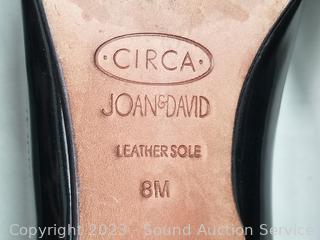 ·CIRCA·
JOAN&DAVID
LEATHER SOLE
8M
Copyright 2023 - Sound Auction Service